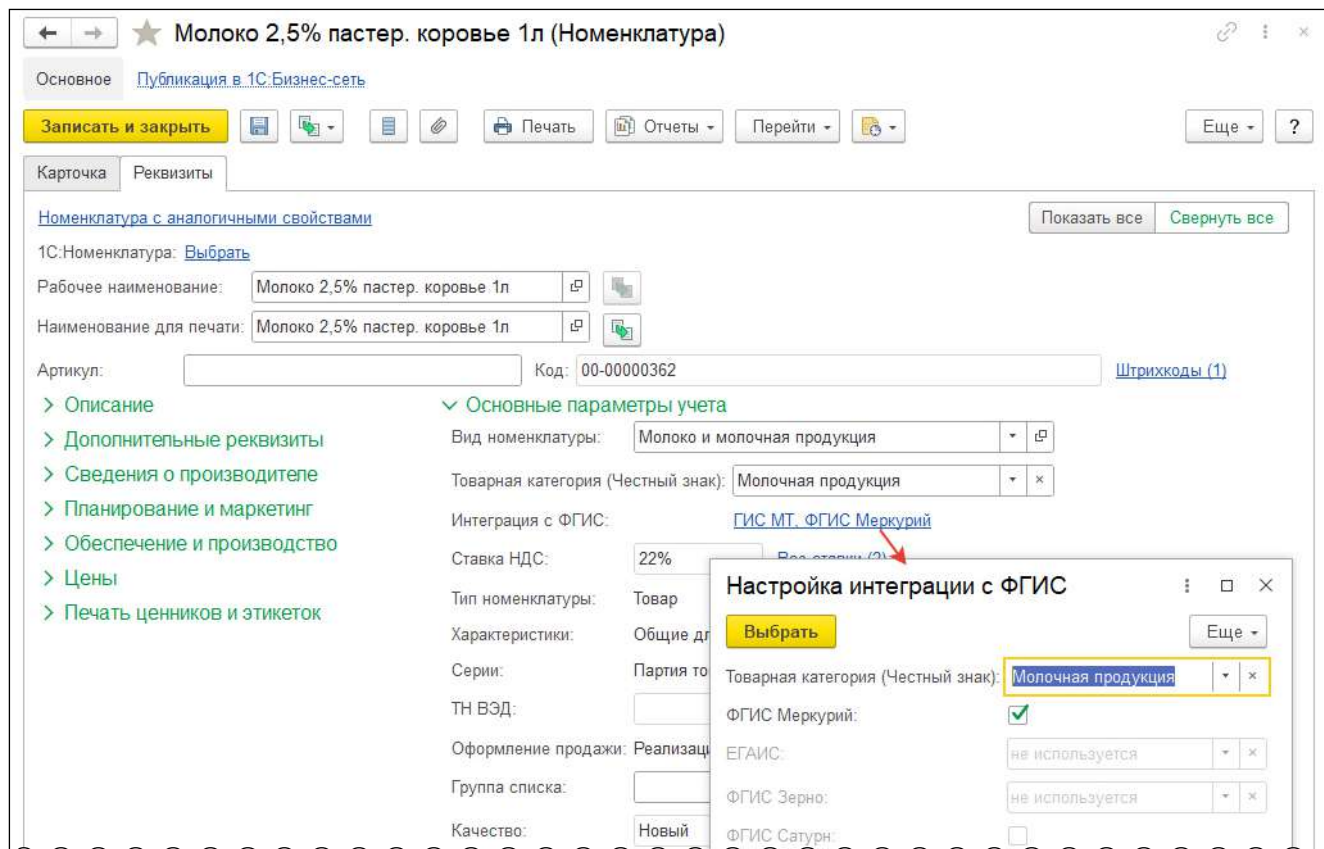 Молоко 2,5% пастер. коровье 1л (Номенклатура)
Основное Публикация в 1С:Бизнес-сеть
Записать и закрыть Печать Отчеты Перейти Еще ?
Карточка Реквизиты
Номенклатура с аналогичными свойствами Показать все Свернуть все
1С:Номенклатура: Выбрать
Рабочее наименование: Молоко 2,5% пастер. коровье 1л
Наименование для печати: Молоко 2,5% пастер. коровье 1л
Артикул: Код: 00-00000362 Штрихкоды (1)
Описание
Дополнительные реквизиты
Сведения о производителе
Планирование и маркетинг
Обеспечение и производство
Цены
Печать ценников и этикеток
Основные параметры учета
Вид номенклатуры: Молоко и молочная продукция
Товарная категория (Честный знак): Молочная продукция
Интеграция с ФГИС: ГИС МТ, ФГИС Меркурий
Ставка НДС: 22%
Тип номенклатуры: Товар
Характеристики: Общие дл
Серии: Партия то
ТН ВЭД:
Оформление продажи: Реализаци
Группа списка:
Качество: Новый
Настройка интеграции с ФГИС
Выбрать Еще
Товарная категория (Честный знак): Молочная продукция
ФГИС Меркурий:
ЕГАИС: не используется
ФГИС Зерно: не используется
ФГИС Сатурн: